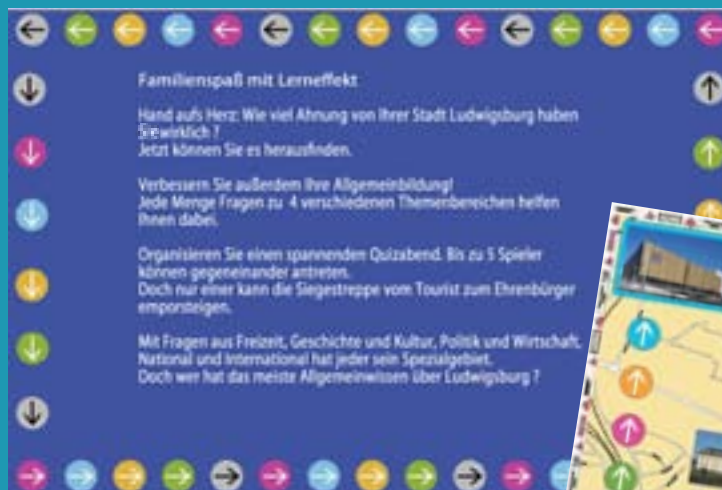 Familienspaß mit Lerneffekt
Hand aufs Herz: Wie viel Ahnung von Ihrer Stadt Ludwigsburg haben
Sie wirklich ?
Jetzt können Sie es herausfinden.
Verbessern Sie außerdem Ihre Allgemeinbildung!
Jede Menge Fragen zu 4 verschiedenen Themenbereichen helfen
Ihnen dabei.
Organisieren Sie einen spannenden Quizabend. Bis zu 5 Spieler
können gegeneinander antreten.
Doch nur einer kann die Siegestreppe vom Tourist zum Ehrenbürger
emporsteigen.
Mit Fragen aus Freizeit, Geschichte und Kultur, Politik und Wirtschaft,
National und International hat jeder sein Spezialgebiet.
Doch wer hat das meiste Allgemeinwissen über Ludwigsburg ?